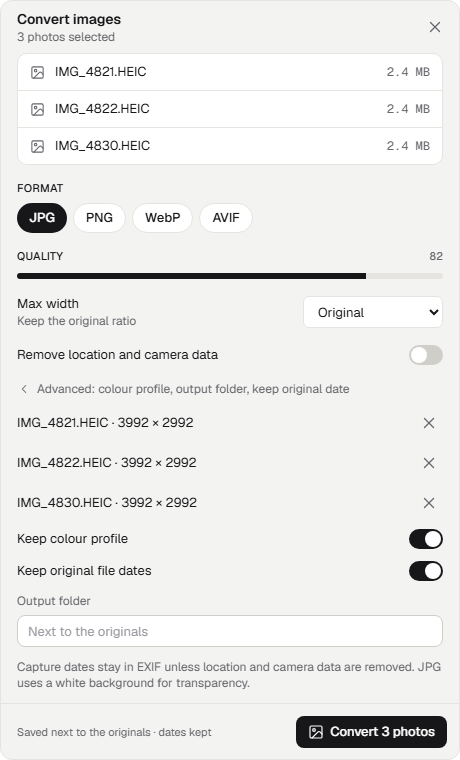 Convert images
3 photos selected
IMG_4821.HEIC 2.4 MB
IMG_4822.HEIC 2.4 MB
IMG_4830.HEIC 2.4 MB
FORMAT
JPG PNG WebP AVIF
QUALITY 82
Max width
Keep the original ratio
Original
Remove location and camera data
Advanced: colour profile, output folder, keep original date
IMG_4821.HEIC · 3992 × 2992
IMG_4822.HEIC · 3992 × 2992
IMG_4830.HEIC · 3992 × 2992
Keep colour profile
Keep original file dates
Output folder
Next to the originals
Capture dates stay in EXIF unless location and camera data are removed. JPG
uses a white background for transparency.
Saved next to the originals · dates kept
Convert 3 photos